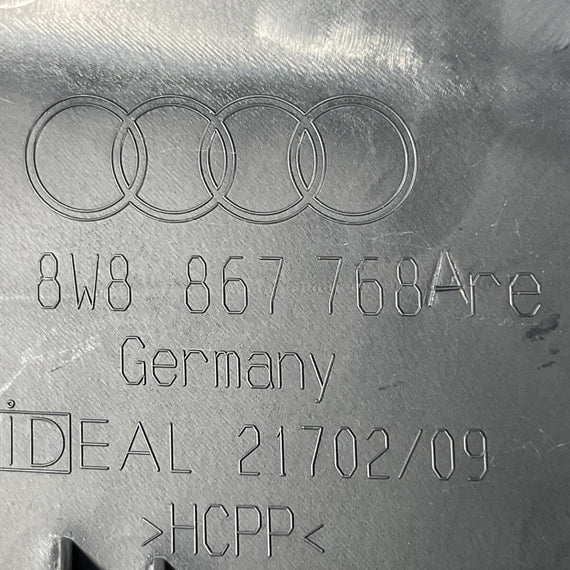 8W8 867 768Are
Germany
iDEAL 21702/09
>HCPP<